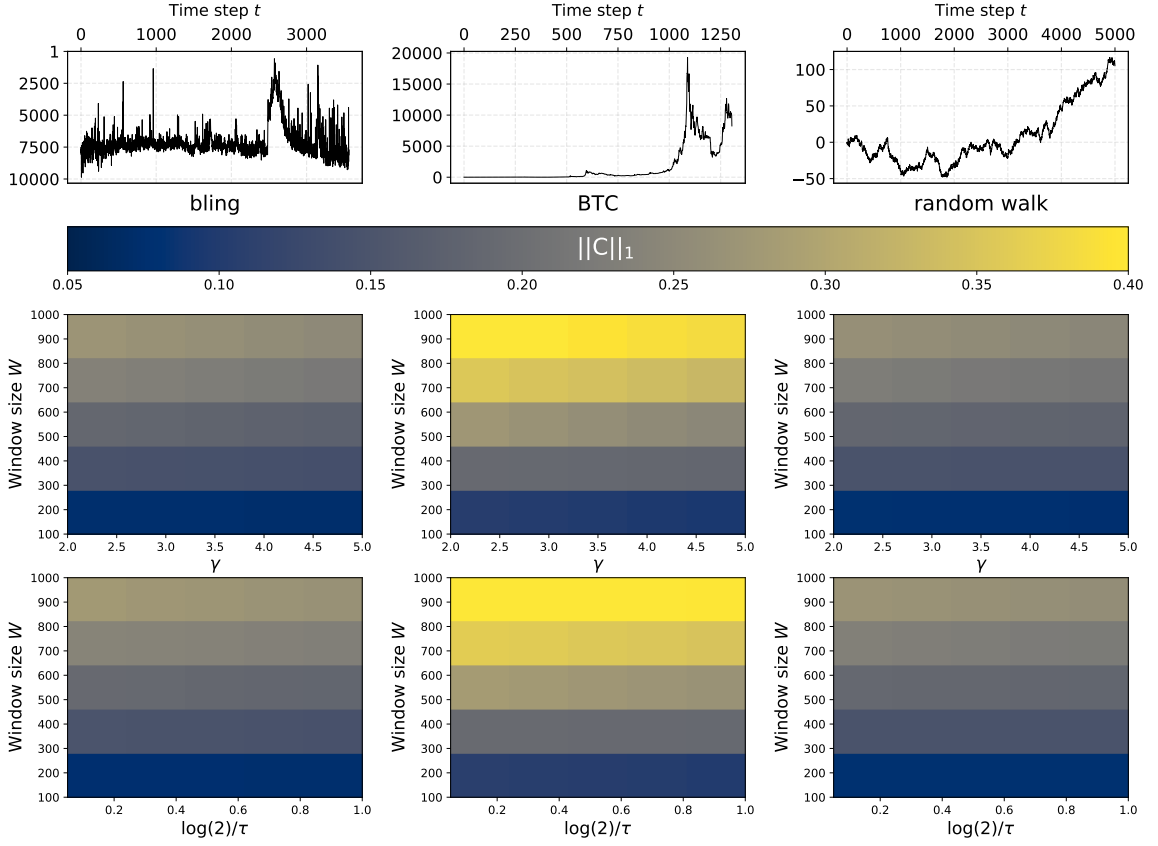 Time step t
Time step t
Time step t
0 1000 2000 3000
0 250 500 750 1000 1250
0 1000 2000 3000 4000 5000
1
2500
5000
7500
10000
20000
15000
10000
5000
0
100
50
0
−50
bling
BTC
random walk
||C||₁
0.05 0.10 0.15 0.20 0.25 0.30 0.35 0.40
Window size W
1000
900
800
700
600
500
400
300
200
100
2.0 2.5 3.0 3.5 4.0 4.5 5.0
γ
Window size W
1000
900
800
700
600
500
400
300
200
100
2.0 2.5 3.0 3.5 4.0 4.5 5.0
γ
Window size W
1000
900
800
700
600
500
400
300
200
100
2.0 2.5 3.0 3.5 4.0 4.5 5.0
γ
Window size W
1000
900
800
700
600
500
400
300
200
100
0.2 0.4 0.6 0.8 1.0
log(2)/τ
Window size W
1000
900
800
700
600
500
400
300
200
100
0.2 0.4 0.6 0.8 1.0
log(2)/τ
Window size W
1000
900
800
700
600
500
400
300
200
100
0.2 0.4 0.6 0.8 1.0
log(2)/τ